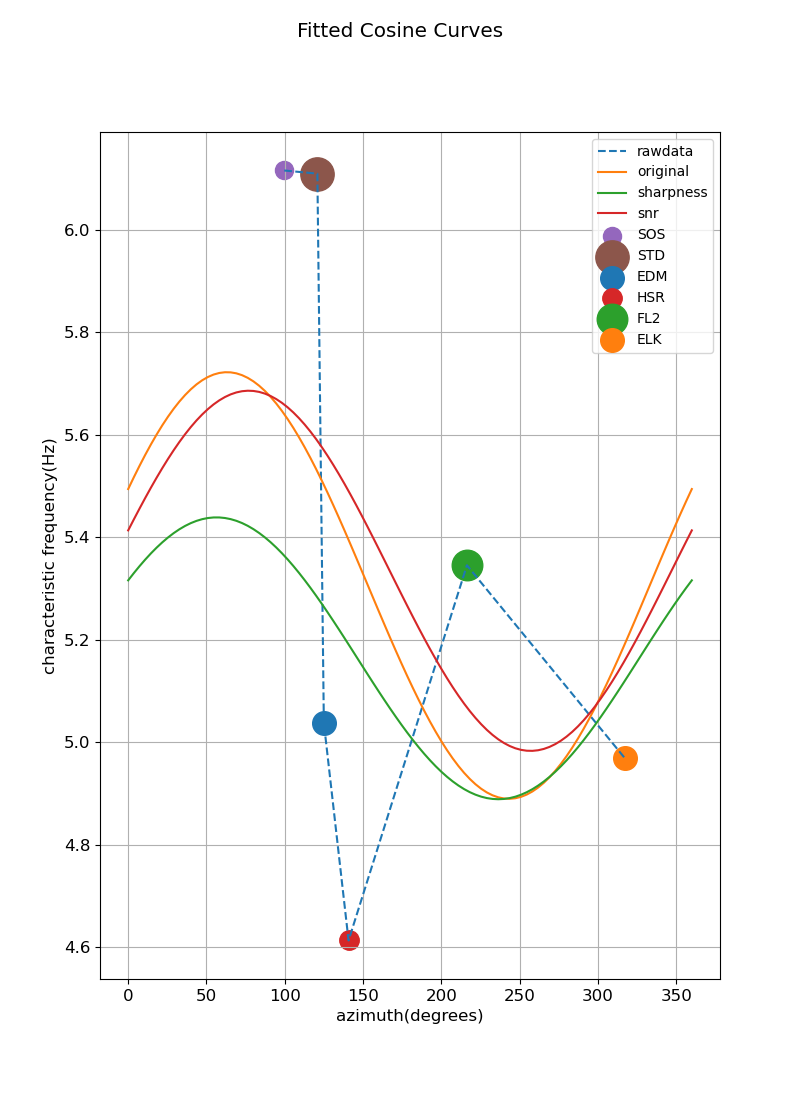 Fitted Cosine Curves
rawdata
original
sharpness
snr
SOS
STD
EDM
HSR
FL2
ELK
characteristic frequency(Hz)
6.0
5.8
5.6
5.4
5.2
5.0
4.8
4.6
0 50 100 150 200 250 300 350
azimuth(degrees)